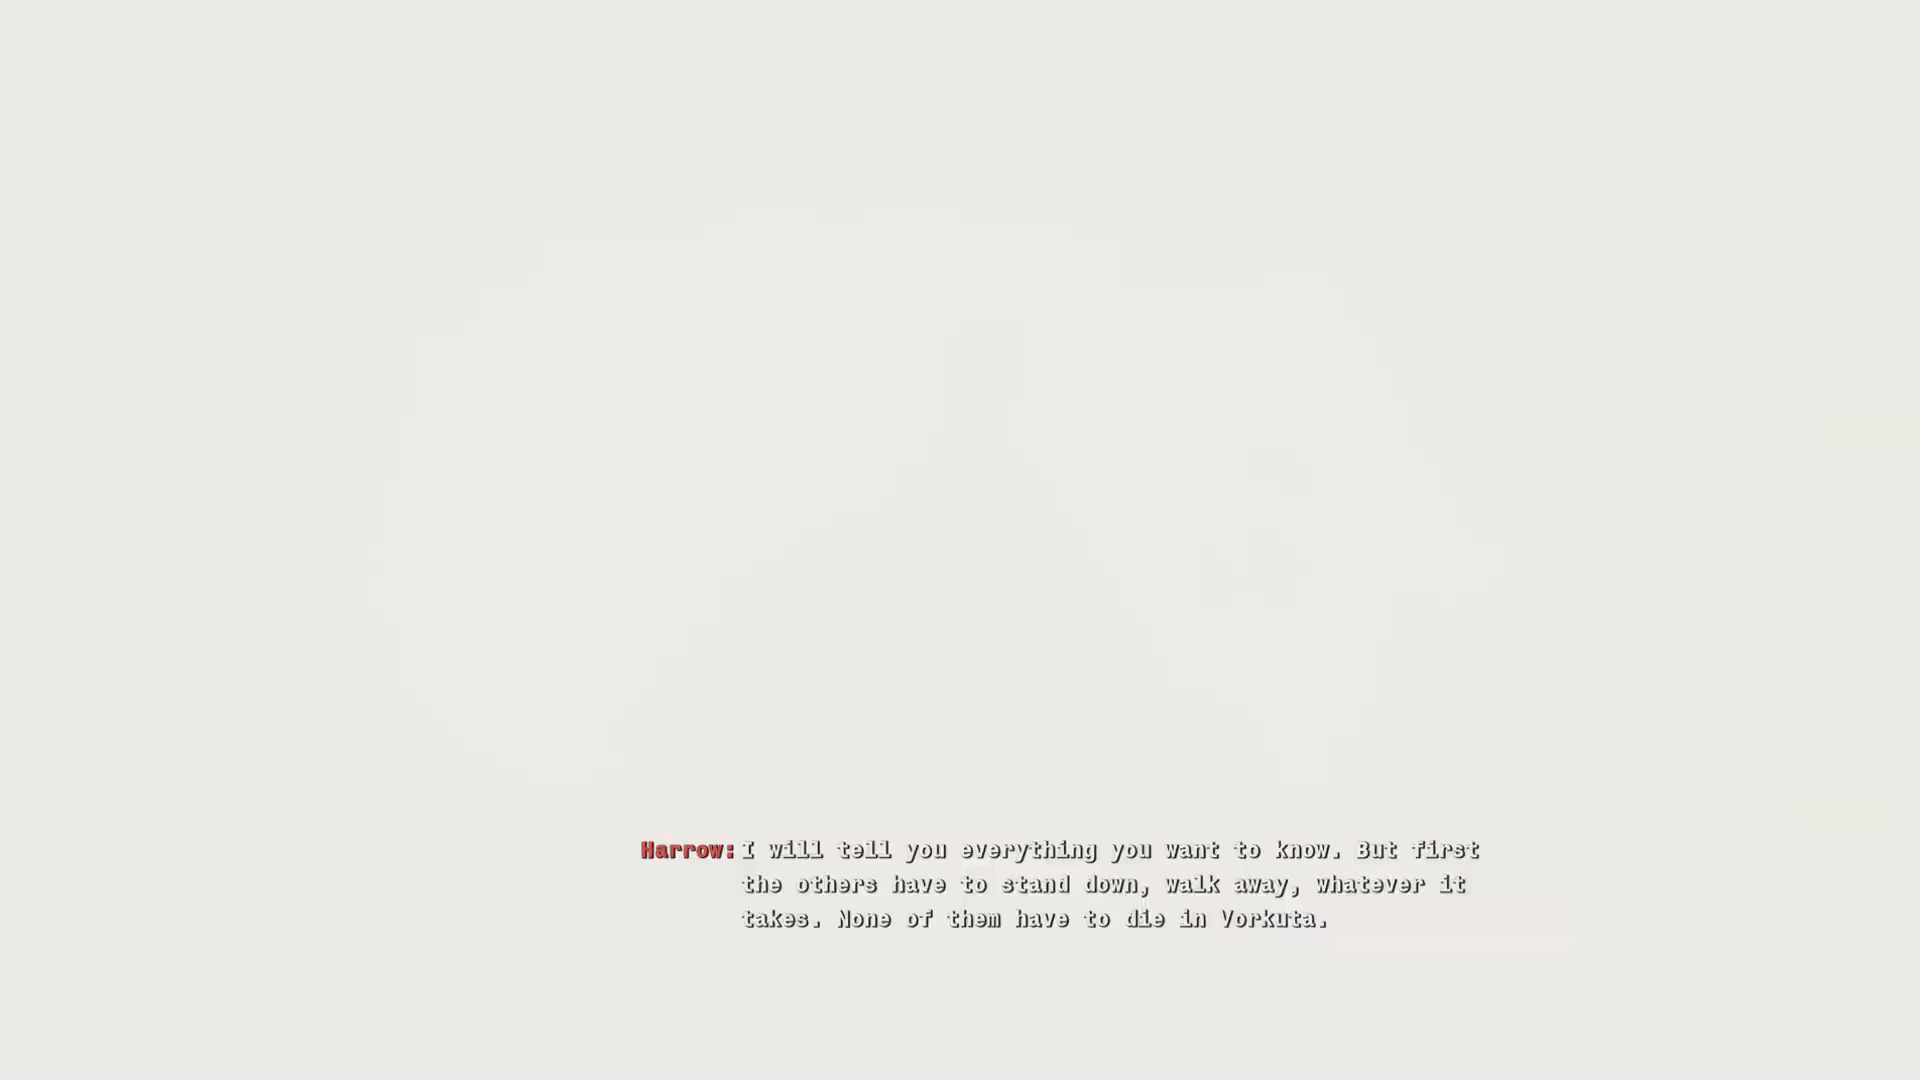 Harrow: I will tell you everything you want to know. But first
the others have to stand down, walk away, whatever it
takes. None of them have to die in Vorkuta.